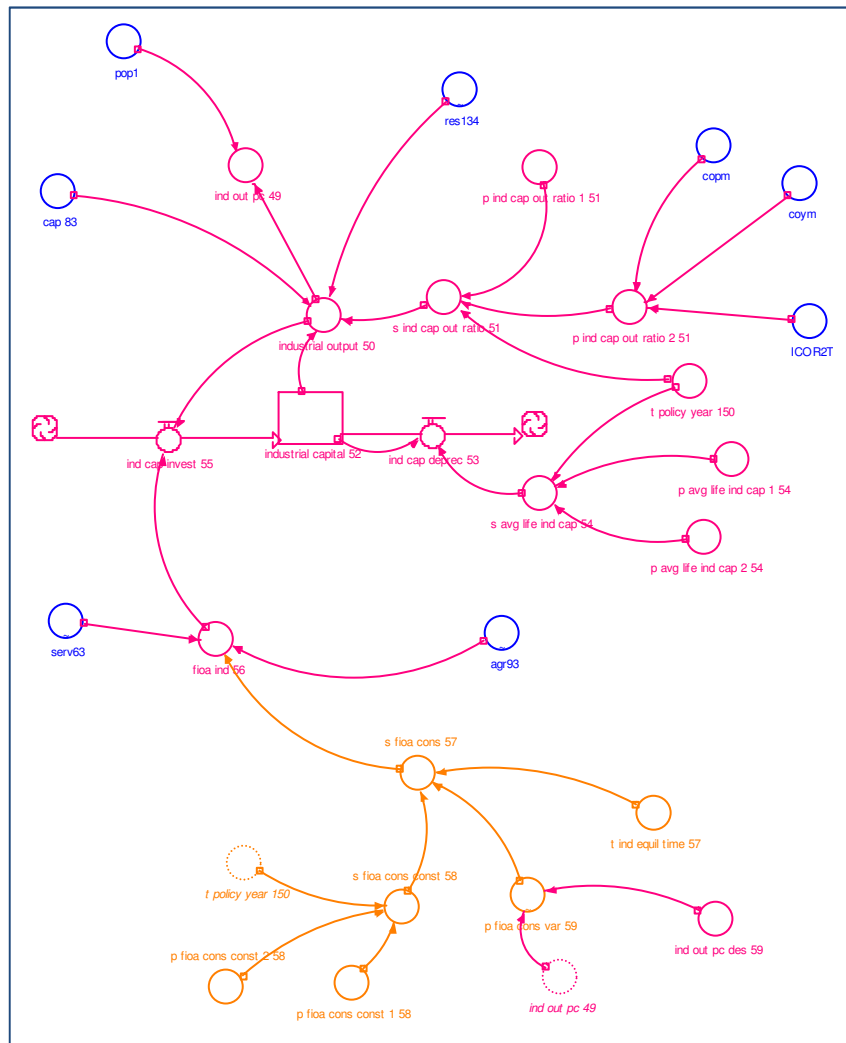 pop1
res134
copm
ind out pc 49
p ind cap out ratio 1 51
coym
cap 83
s ind cap out ratio 51
industrial output 50
p ind cap out ratio 2 51
ICOR2T
t policy year 150
ind cap invest 55
industrial capital 52
ind cap deprec 53
p avg life ind cap 1 54
s avg life ind cap 54
p avg life ind cap 2 54
serv63
fioa ind 56
agr93
s fioa cons 57
t ind equil time 57
s fioa cons const 58
t policy year 150
p fioa cons var 59
ind out pc des 59
p fioa cons const 2 58
p fioa cons const 1 58
ind out pc 49